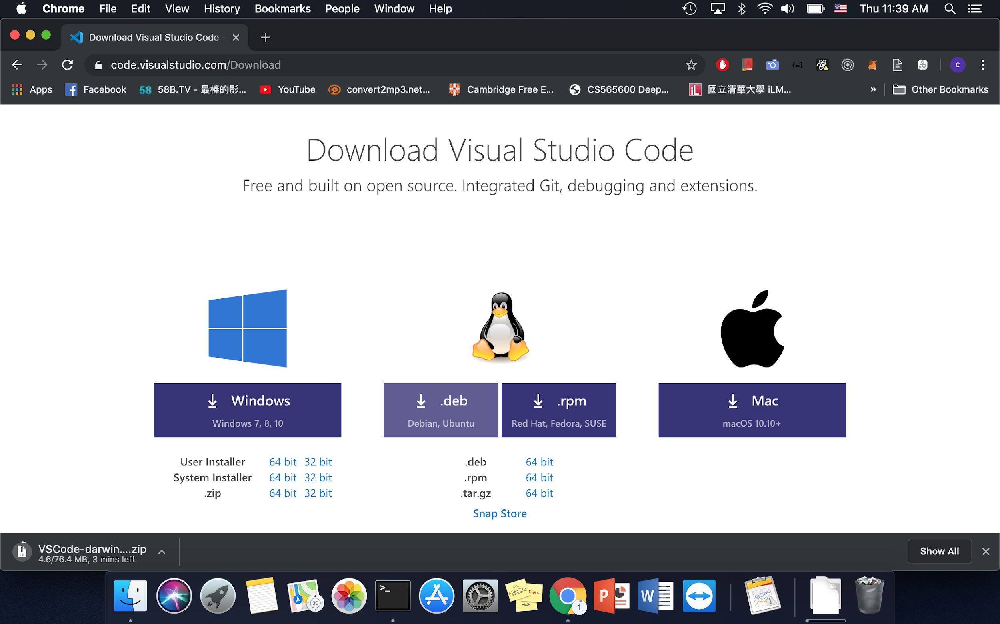 Chrome File Edit View History Bookmarks People Window Help Thu 11:39 AM
Download Visual Studio Code -
code.visualstudio.com/Download
C
Apps Facebook 58 58B.TV - 最棒的影... YouTube convert2mp3.net... Cambridge Free E... CS565600 Deep... iL 國立清華大學 iLM... » Other Bookmarks
Download Visual Studio Code
Free and built on open source. Integrated Git, debugging and extensions.
Windows .deb .rpm Mac
Windows 7, 8, 10 Debian, Ubuntu Red Hat, Fedora, SUSE macOS 10.10+
User Installer 64 bit 32 bit .deb 64 bit
System Installer 64 bit 32 bit .rpm 64 bit
.zip 64 bit 32 bit .tar.gz 64 bit
Snap Store
VSCode-darwin....zip
4.6/76.4 MB, 3 mins left
Show All
ZIP
>_
3D
EGGS
MILK
1
P
W